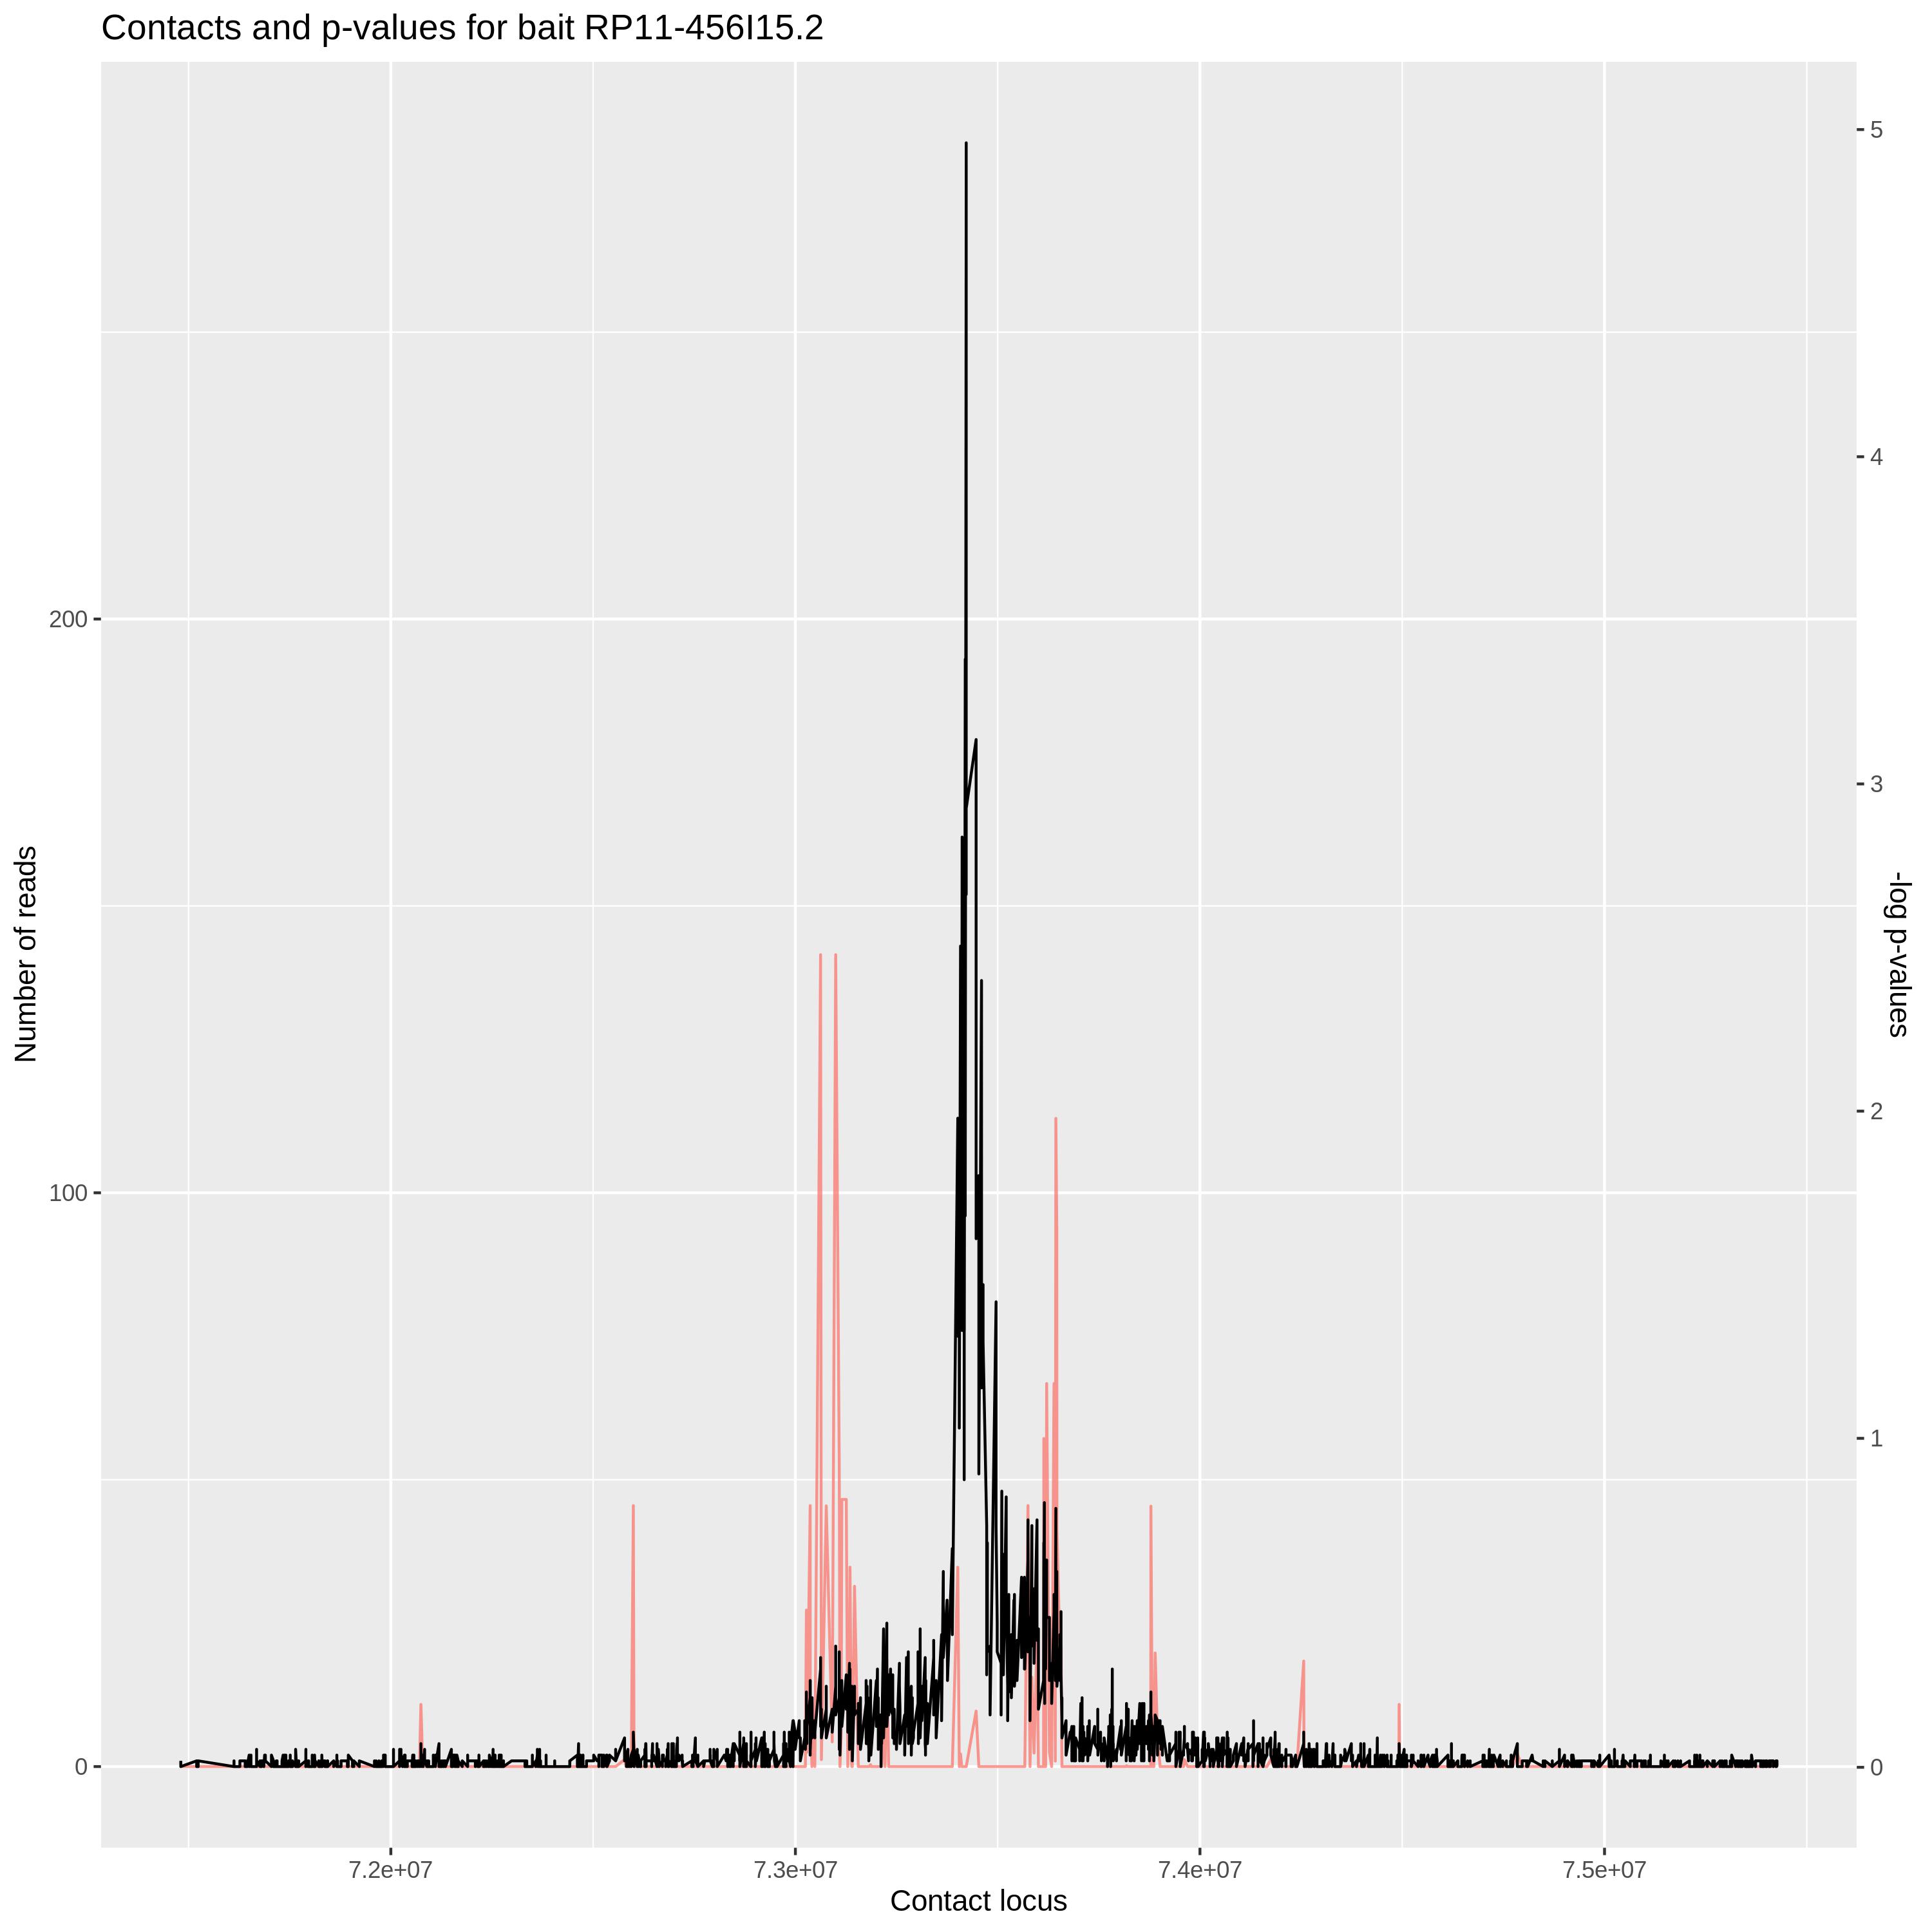 Contacts and p-values for bait RP11-456I15.2
5
4
200
3
Number of reads
-log p-values
2
100
1
0
0
7.2e+07
7.3e+07
7.4e+07
7.5e+07
Contact locus